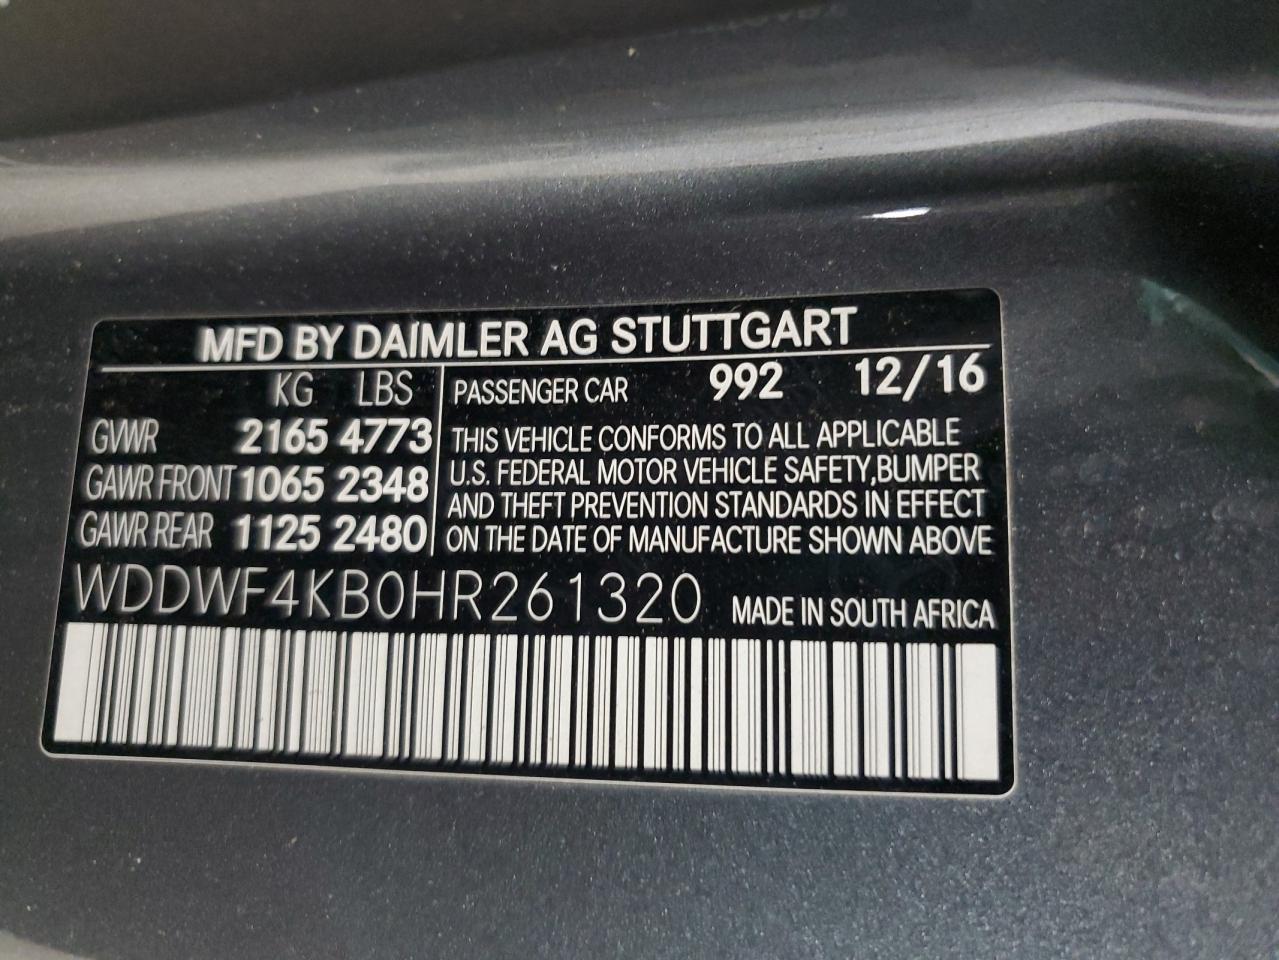 MFD BY DAIMLER AG STUTTGART
KG LBS
PASSENGER CAR 992 12/16
GVWR 2165 4773
GAWR FRONT 1065 2348
GAWR REAR 1125 2480
THIS VEHICLE CONFORMS TO ALL APPLICABLE
U.S. FEDERAL MOTOR VEHICLE SAFETY,BUMPER
AND THEFT PREVENTION STANDARDS IN EFFECT
ON THE DATE OF MANUFACTURE SHOWN ABOVE
WDDWF4KB0HR261320 MADE IN SOUTH AFRICA